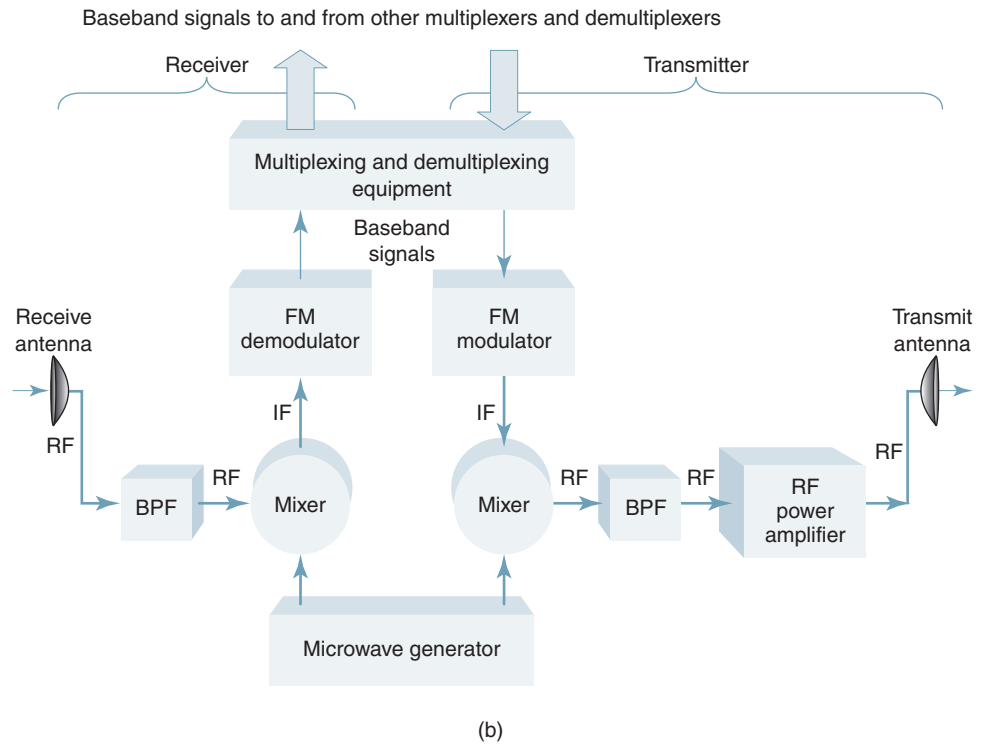 Baseband signals to and from other multiplexers and demultiplexers
Receiver
Transmitter
Multiplexing and demultiplexing
equipment
Baseband
signals
FM
demodulator
FM
modulator
Receive
antenna
Transmit
antenna
IF
IF
RF
RF
RF
RF
RF
BPF
Mixer
Mixer
BPF
RF
power
amplifier
Microwave generator
(b)